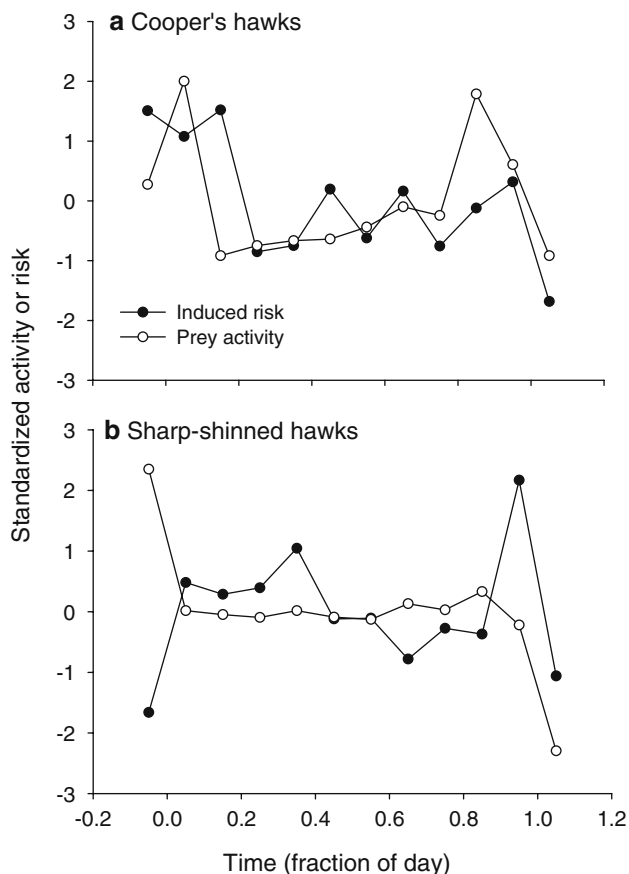 a Cooper's hawks
3
2
1
0
-1
-2
-3
Induced risk
Prey activity
Standardized activity or risk
b Sharp-shinned hawks
3
2
1
0
-1
-2
-3
-0.2 0.0 0.2 0.4 0.6 0.8 1.0 1.2
Time (fraction of day)